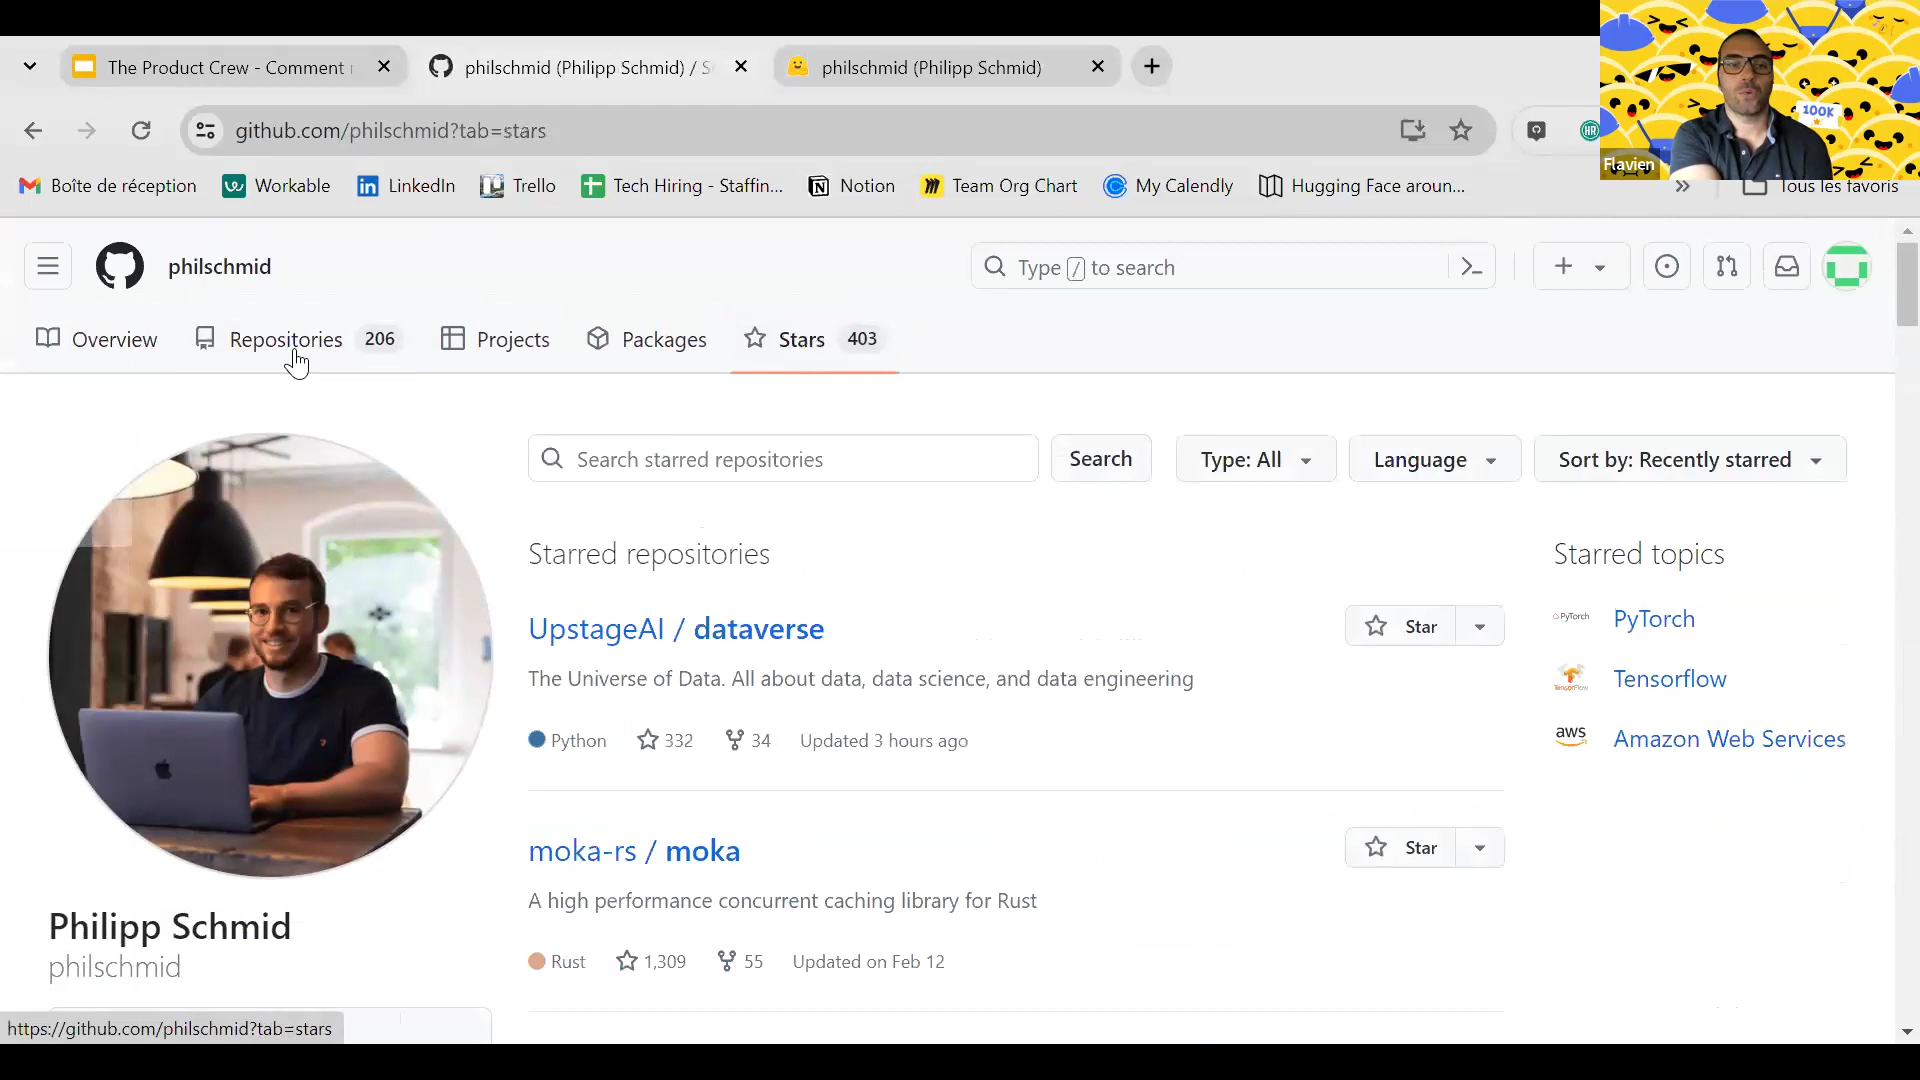 The Product Crew - Comment
philschmid (Philipp Schmid) / S
philschmid (Philipp Schmid)
github.com/philschmid?tab=stars
HR
100K
Flavien
Boîte de réception
Workable
LinkedIn
Trello
Tech Hiring - Staffin...
Notion
Team Org Chart
My Calendly
Hugging Face aroun...
Tous les favoris
philschmid
Type / to search
Overview
Repositories 206
Projects
Packages
Stars 403
Search starred repositories
Search
Type: All
Language
Sort by: Recently starred
Starred repositories
Starred topics
UpstageAI / dataverse
Star
The Universe of Data. All about data, data science, and data engineering
Python 332 34 Updated 3 hours ago
PyTorch PyTorch
TensorFlow Tensorflow
aws Amazon Web Services
moka-rs / moka
Star
A high performance concurrent caching library for Rust
Rust 1,309 55 Updated on Feb 12
Philipp Schmid
philschmid
https://github.com/philschmid?tab=stars